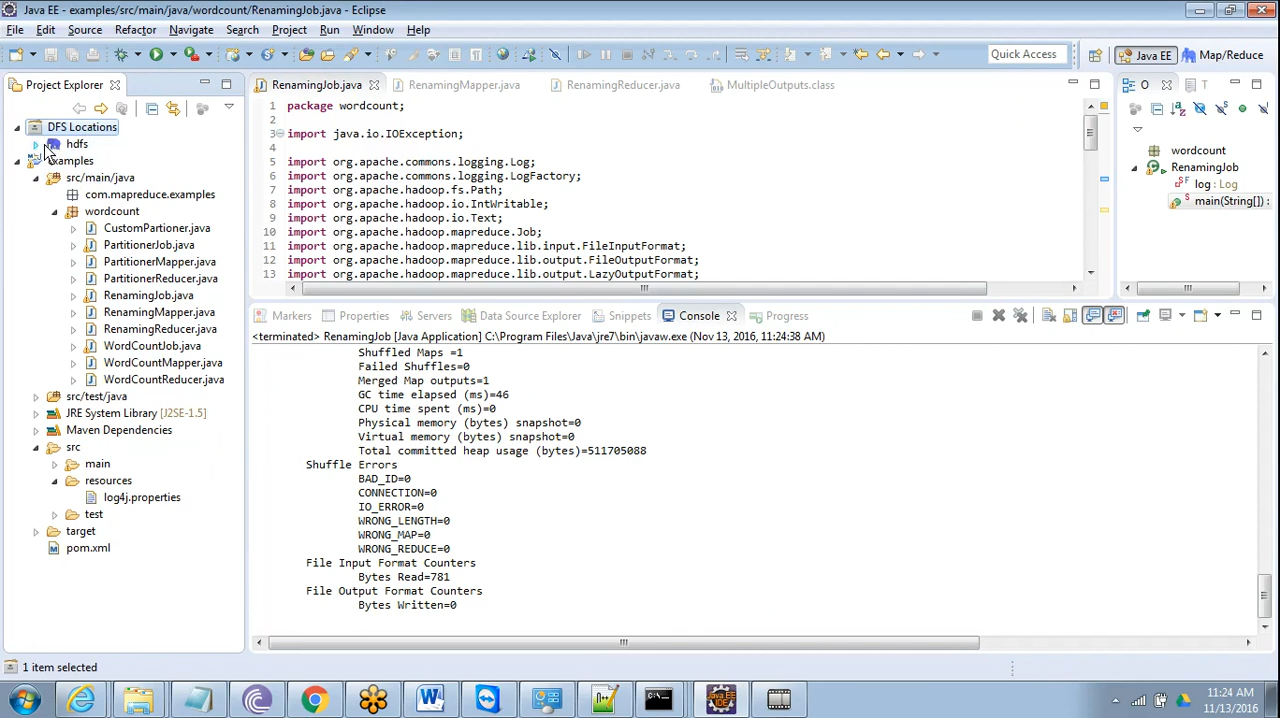 Java EE - examples/src/main/java/wordcount/RenamingJob.java - Eclipse
File Edit Source Refactor Navigate Search Project Run Window Help
Quick Access Java EE Map/Reduce
Project Explorer
DFS Locations
hdfs
examples
src/main/java
com.mapreduce.examples
wordcount
CustomPartioner.java
PartitionerJob.java
PartitionerMapper.java
PartitionerReducer.java
RenamingJob.java
RenamingMapper.java
RenamingReducer.java
WordCountJob.java
WordCountMapper.java
WordCountReducer.java
src/test/java
JRE System Library [J2SE-1.5]
Maven Dependencies
src
main
resources
log4j.properties
test
target
pom.xml
RenamingJob.java RenamingMapper.java RenamingReducer.java MultipleOutputs.class
1 package wordcount;
2
3 import java.io.IOException;
4
5 import org.apache.commons.logging.Log;
6 import org.apache.commons.logging.LogFactory;
7 import org.apache.hadoop.fs.Path;
8 import org.apache.hadoop.io.IntWritable;
9 import org.apache.hadoop.io.Text;
10 import org.apache.hadoop.mapreduce.Job;
11 import org.apache.hadoop.mapreduce.lib.input.FileInputFormat;
12 import org.apache.hadoop.mapreduce.lib.output.FileOutputFormat;
13 import org.apache.hadoop.mapreduce.lib.output.LazyOutputFormat;
O T
wordcount
RenamingJob
log : Log
main(String[]) :
Markers Properties Servers Data Source Explorer Snippets Console Progress
<terminated> RenamingJob [Java Application] C:\Program Files\Java\jre7\bin\javaw.exe (Nov 13, 2016, 11:24:38 AM)
Shuffled Maps =1
Failed Shuffles=0
Merged Map outputs=1
GC time elapsed (ms)=46
CPU time spent (ms)=0
Physical memory (bytes) snapshot=0
Virtual memory (bytes) snapshot=0
Total committed heap usage (bytes)=511705088
Shuffle Errors
BAD_ID=0
CONNECTION=0
IO_ERROR=0
WRONG_LENGTH=0
WRONG_MAP=0
WRONG_REDUCE=0
File Input Format Counters
Bytes Read=781
File Output Format Counters
Bytes Written=0
1 item selected
11:24 AM
11/13/2016